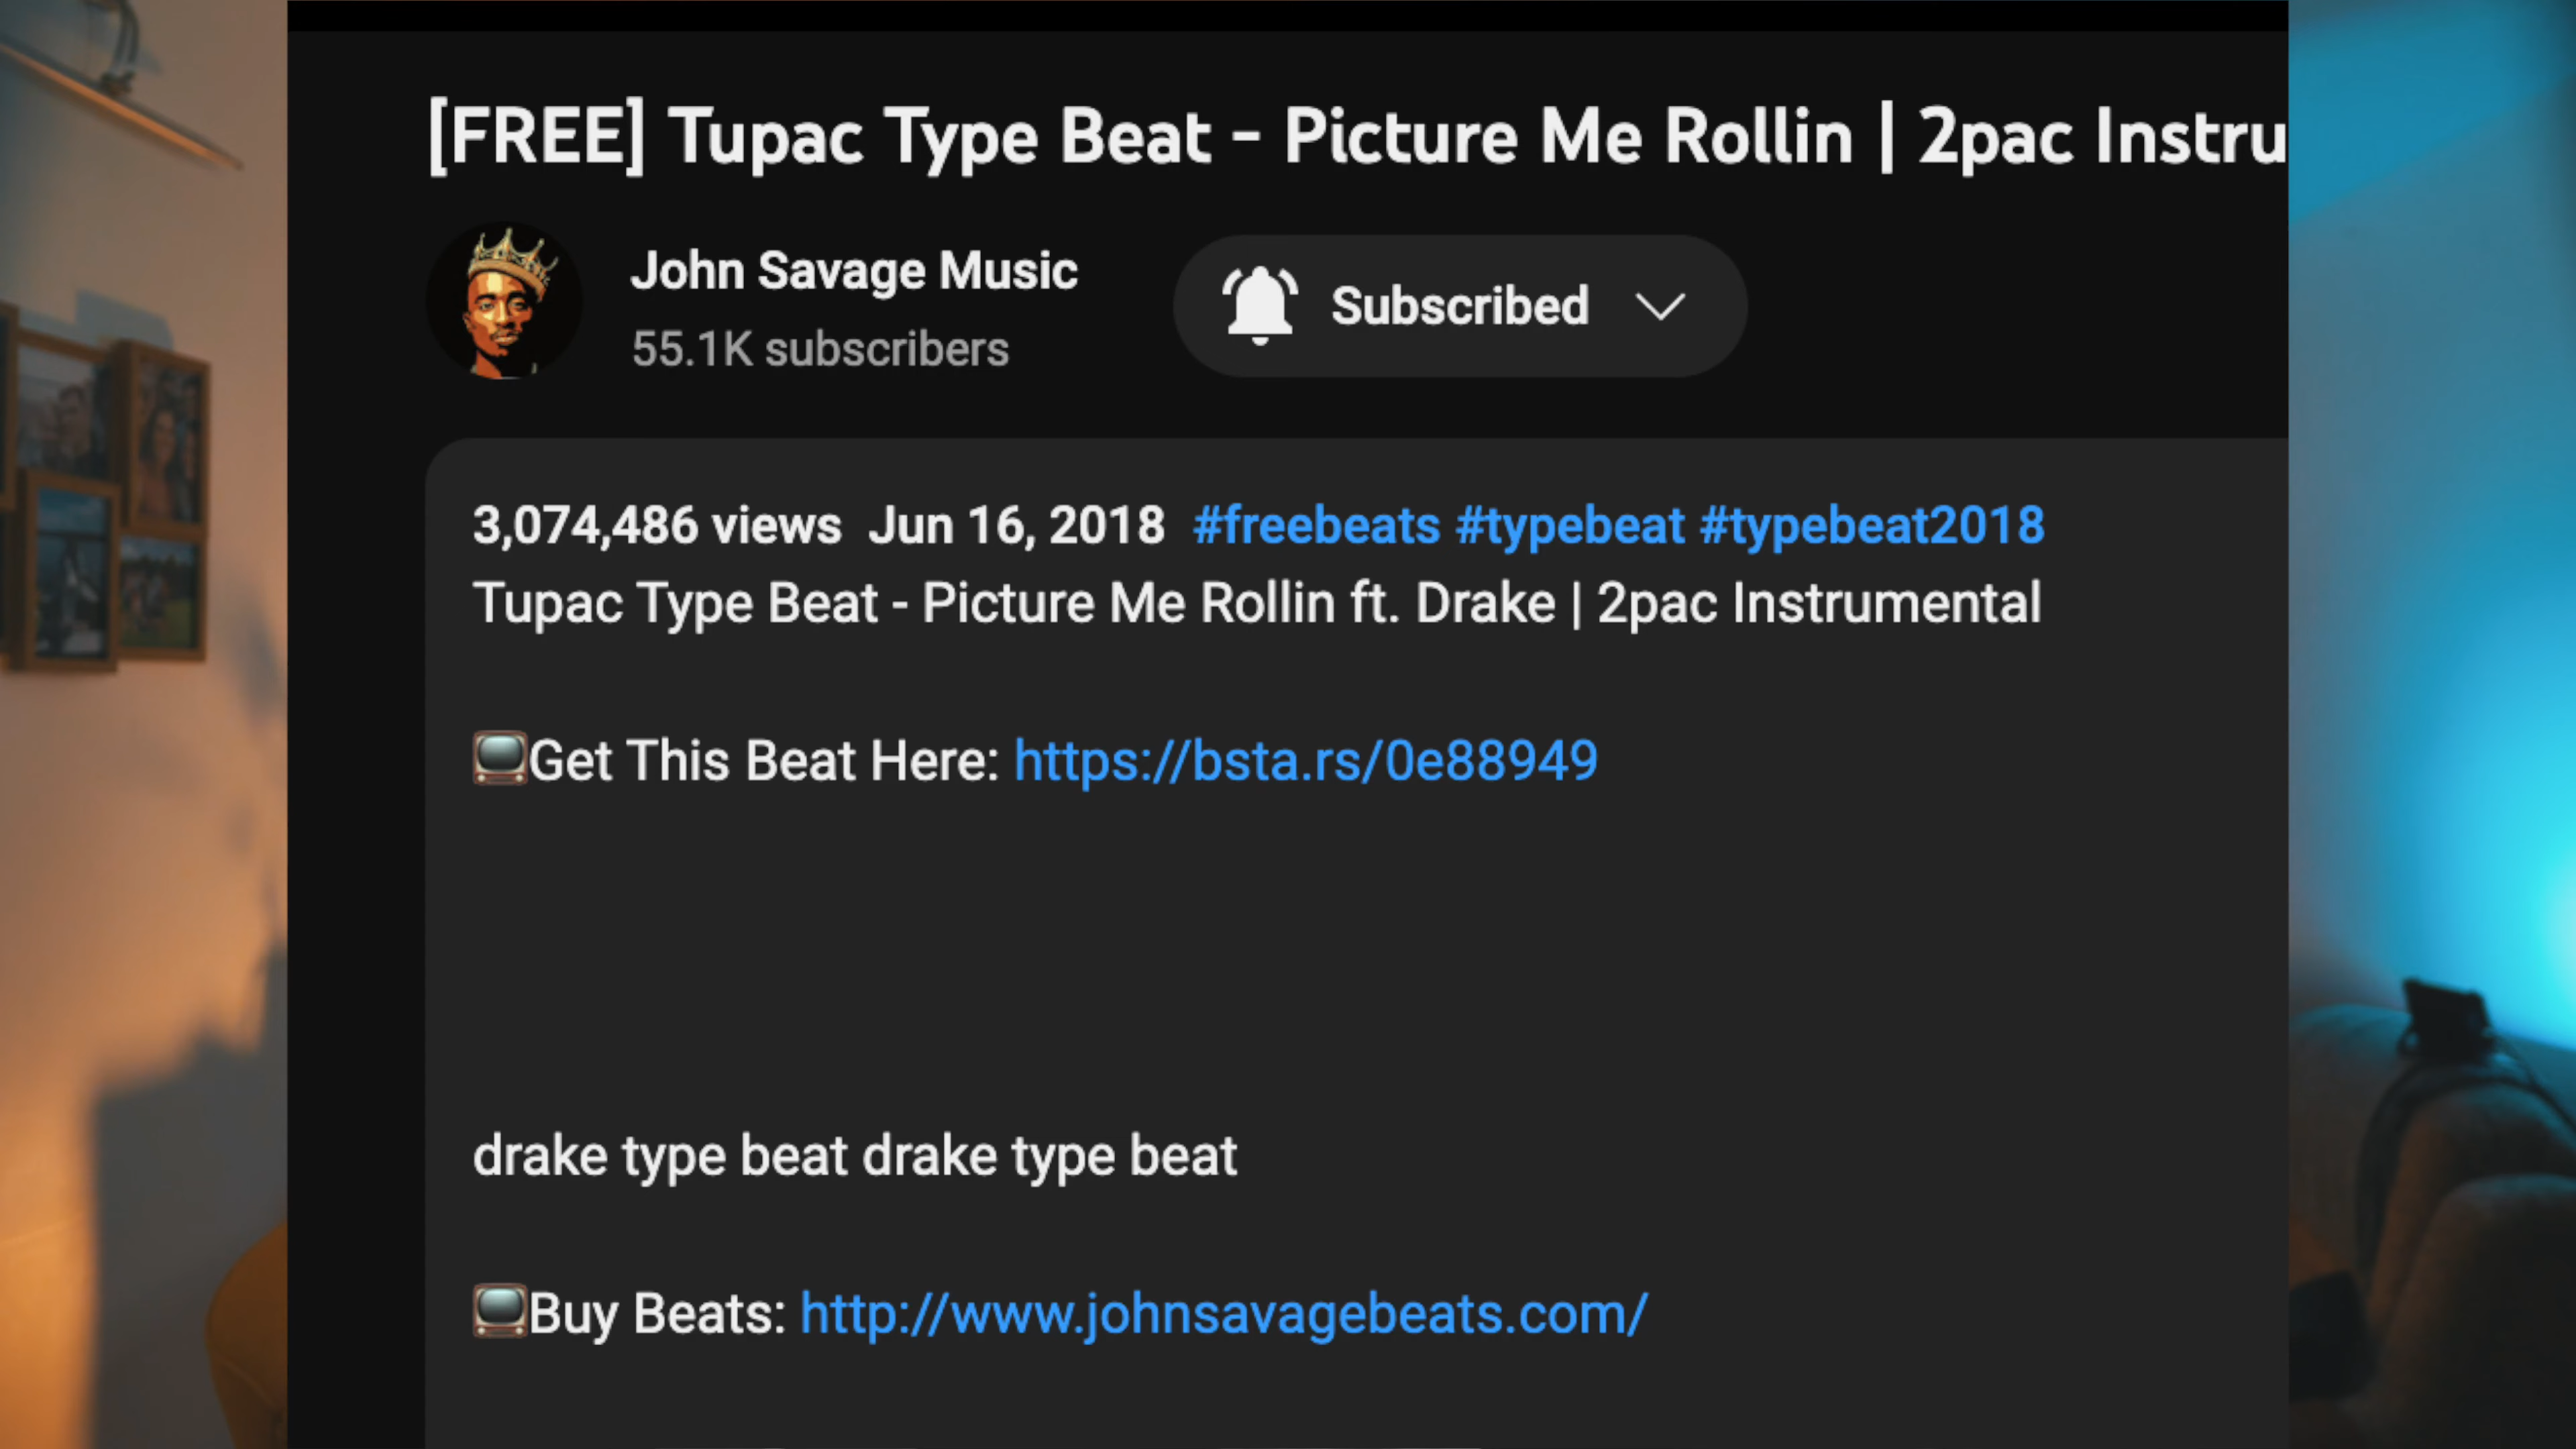 [FREE] Tupac Type Beat - Picture Me Rollin | 2pac Instru
John Savage Music
55.1K subscribers
Subscribed
3,074,486 views Jun 16, 2018 #freebeats #typebeat #typebeat2018
Tupac Type Beat - Picture Me Rollin ft. Drake | 2pac Instrumental
📺Get This Beat Here: https://bsta.rs/0e88949
drake type beat drake type beat
📺Buy Beats: http://www.johnsavagebeats.com/